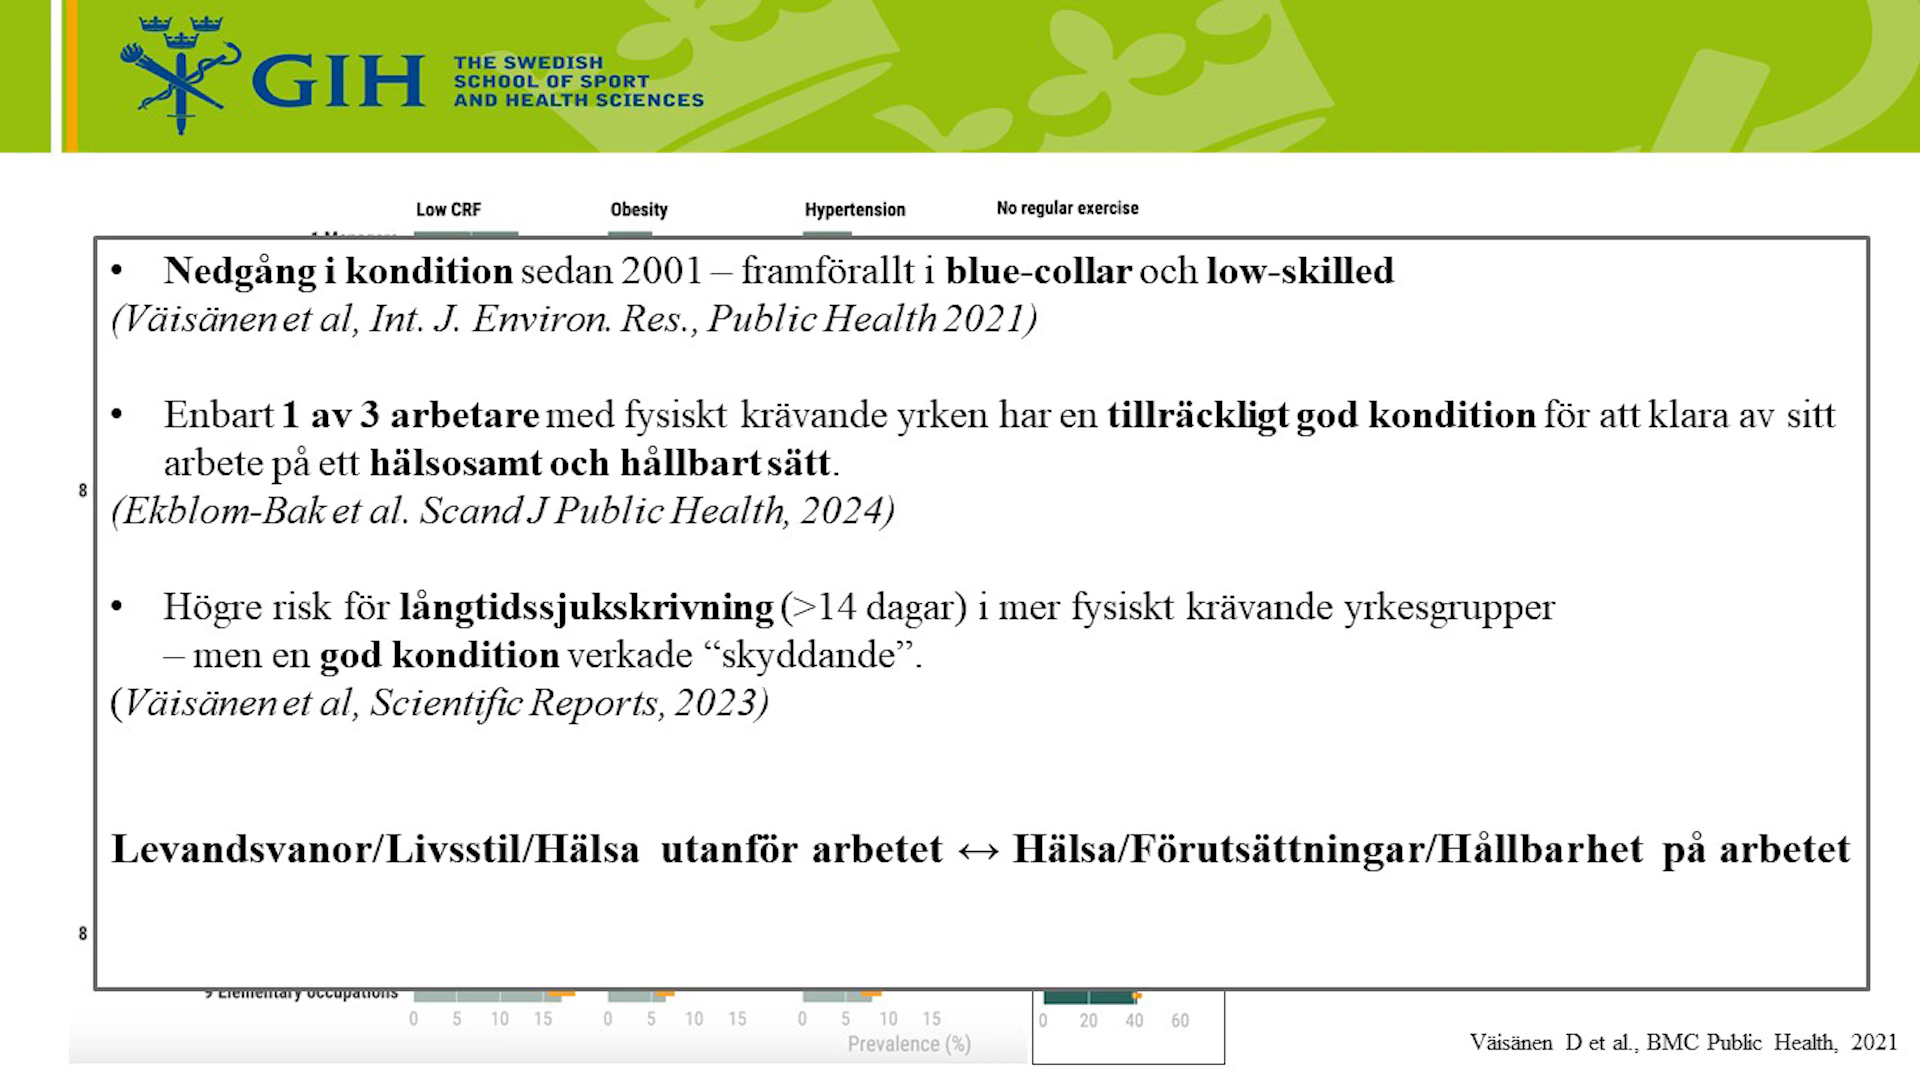 GIH
THE SWEDISH
SCHOOL OF SPORT
AND HEALTH SCIENCES
Low CRF Obesity Hypertension No regular exercise
• Nedgång i kondition sedan 2001 – framförallt i blue-collar och low-skilled
(Väisänen et al, Int. J. Environ. Res., Public Health 2021)
• Enbart 1 av 3 arbetare med fysiskt krävande yrken har en tillräckligt god kondition för att klara av sitt
arbete på ett hälsosamt och hållbart sätt.
8
(Ekblom-Bak et al. Scand J Public Health, 2024)
• Högre risk för långtidssjukskrivning (>14 dagar) i mer fysiskt krävande yrkesgrupper
– men en god kondition verkade “skyddande”.
(Väisänen et al, Scientific Reports, 2023)
Levandsvanor/Livsstil/Hälsa utanför arbetet ↔ Hälsa/Förutsättningar/Hållbarhet på arbetet
8
9 Elementary occupations
0 5 10 15 0 5 10 15 0 5 10 15 0 20 40 60
Prevalence (%)
Väisänen D et al., BMC Public Health, 2021